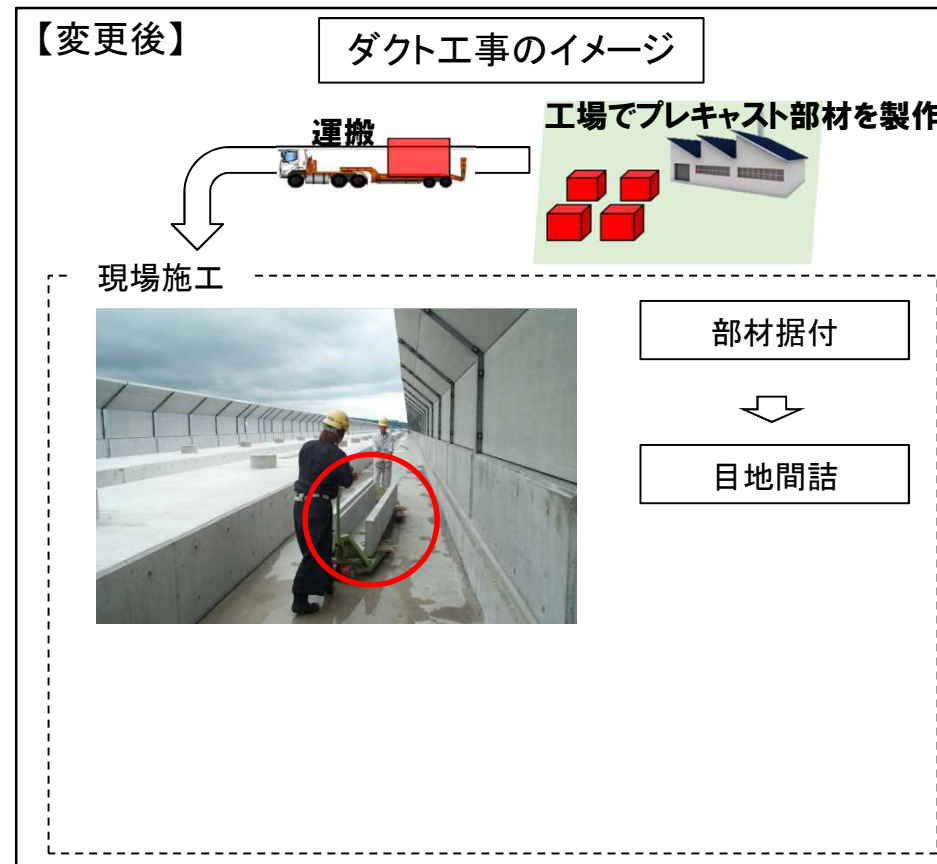 【変更後】
ダクト工事のイメージ
運搬
工場でプレキャスト部材を製作
現場施工
部材据付
目地間詰